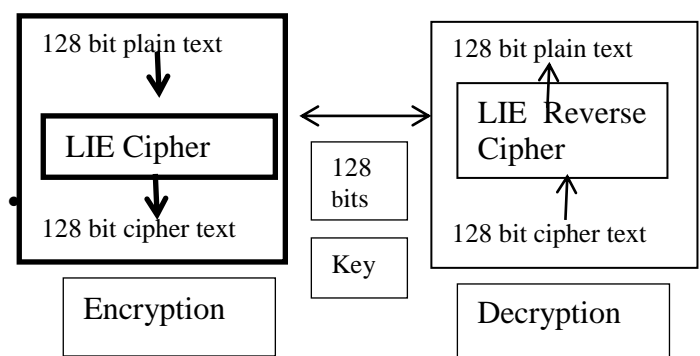 128 bit plain text
LIE Cipher
128 bit cipher text
Encryption
128
bits
Key
128 bit plain text
LIE Reverse
Cipher
128 bit cipher text
Decryption